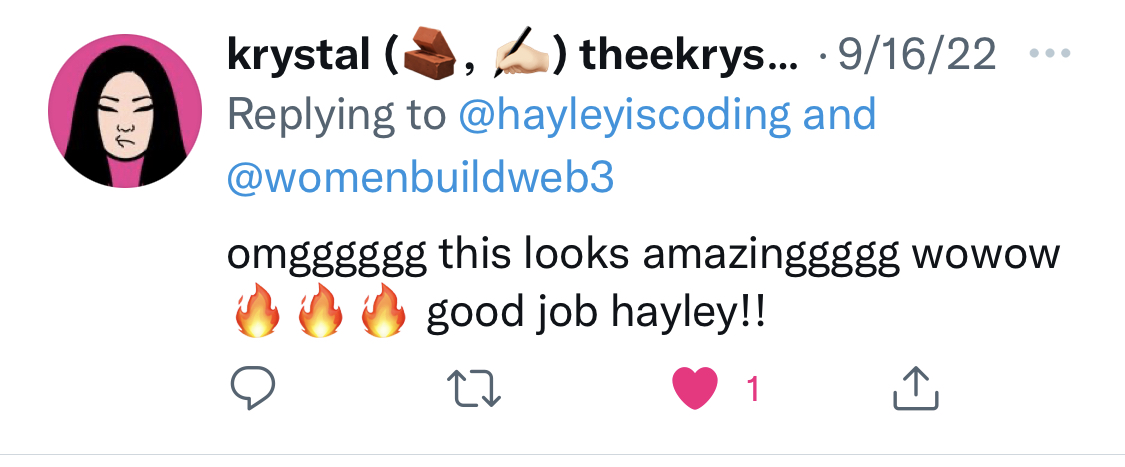 krystal (🧱, ✍🏻) theekrys... · 9/16/22
Replying to @hayleyiscoding and
@womenbuildweb3
omgggggg this looks amazinggggg wowow
🔥🔥🔥 good job hayley!!
1